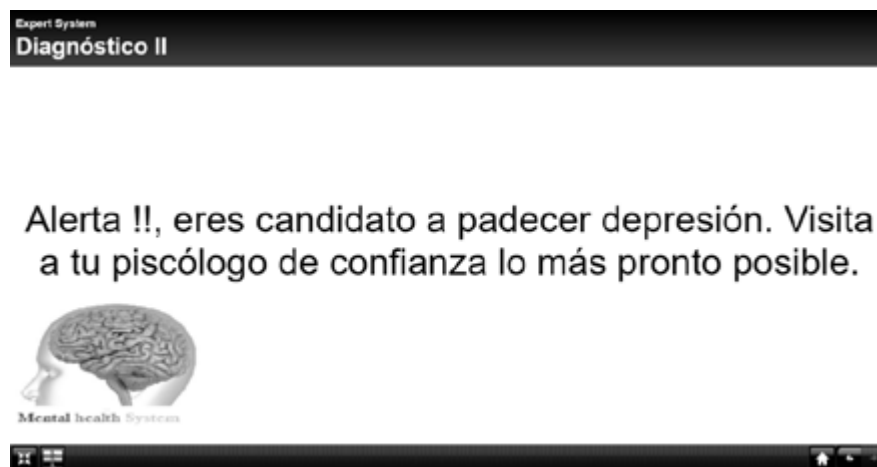 Expert System
Diagnóstico II
Alerta !!, eres candidato a padecer depresión. Visita
a tu piscólogo de confianza lo más pronto posible.
Mental health System